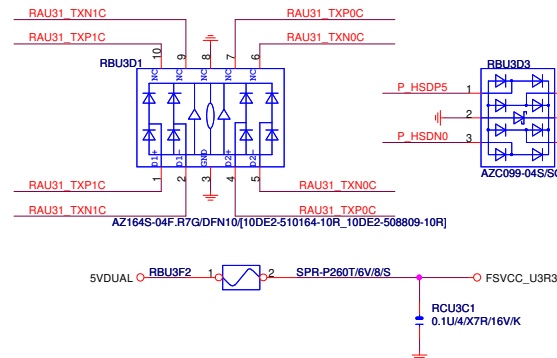 RAU31_TXN1C
RAU31_TXP0C
RAU31_TXP1C
RAU31_TXN0C
10
9
8
7
6
RBU3D1
NC
NC
NC
NC
D1+
D1-
GND
D2+
D2-
1
2
3
4
5
RAU31_TXP1C
RAU31_TXN0C
RAU31_TXN1C
RAU31_TXP0C
AZ164S-04F.R7G/DFN10/[10DE2-510164-10R_10DE2-508809-10R]
RBU3D3
P_HSDP5
1
2
P_HSDN0
3
AZC099-04S/SO
5VDUAL
RBU3F2
1
2
SPR-P260T/6V/8/S
FSVCC_U3R3
RCU3C1
0.1U/4/X7R/16V/K